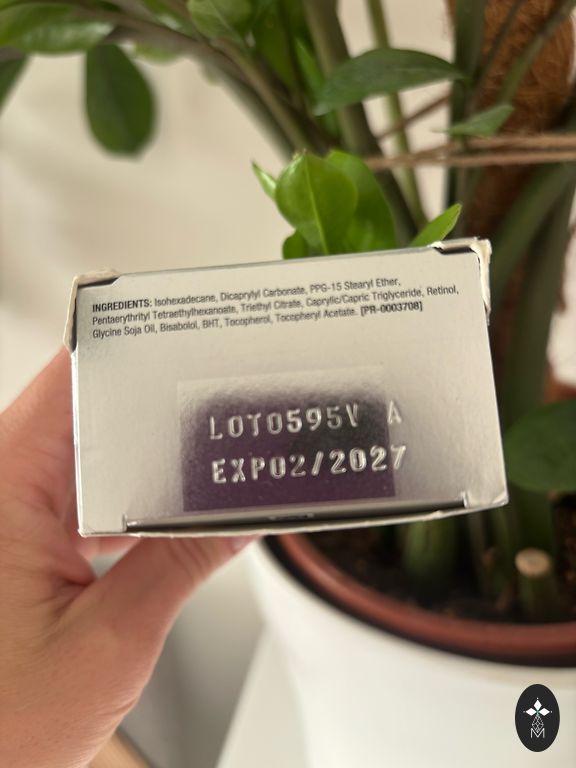 INGREDIENTS: Isohexadecane, Dicaprylyl Carbonate, PPG-15 Stearyl Ether,
Pentaerythrityl Tetraethylhexanoate, Triethyl Citrate, Caprylic/Capric Triglyceride, Retinol,
Glycine Soja Oil, Bisabolol, BHT, Tocopherol, Tocopheryl Acetate. [PR-0003708]
LOT0595V A
EXP02/2027
M